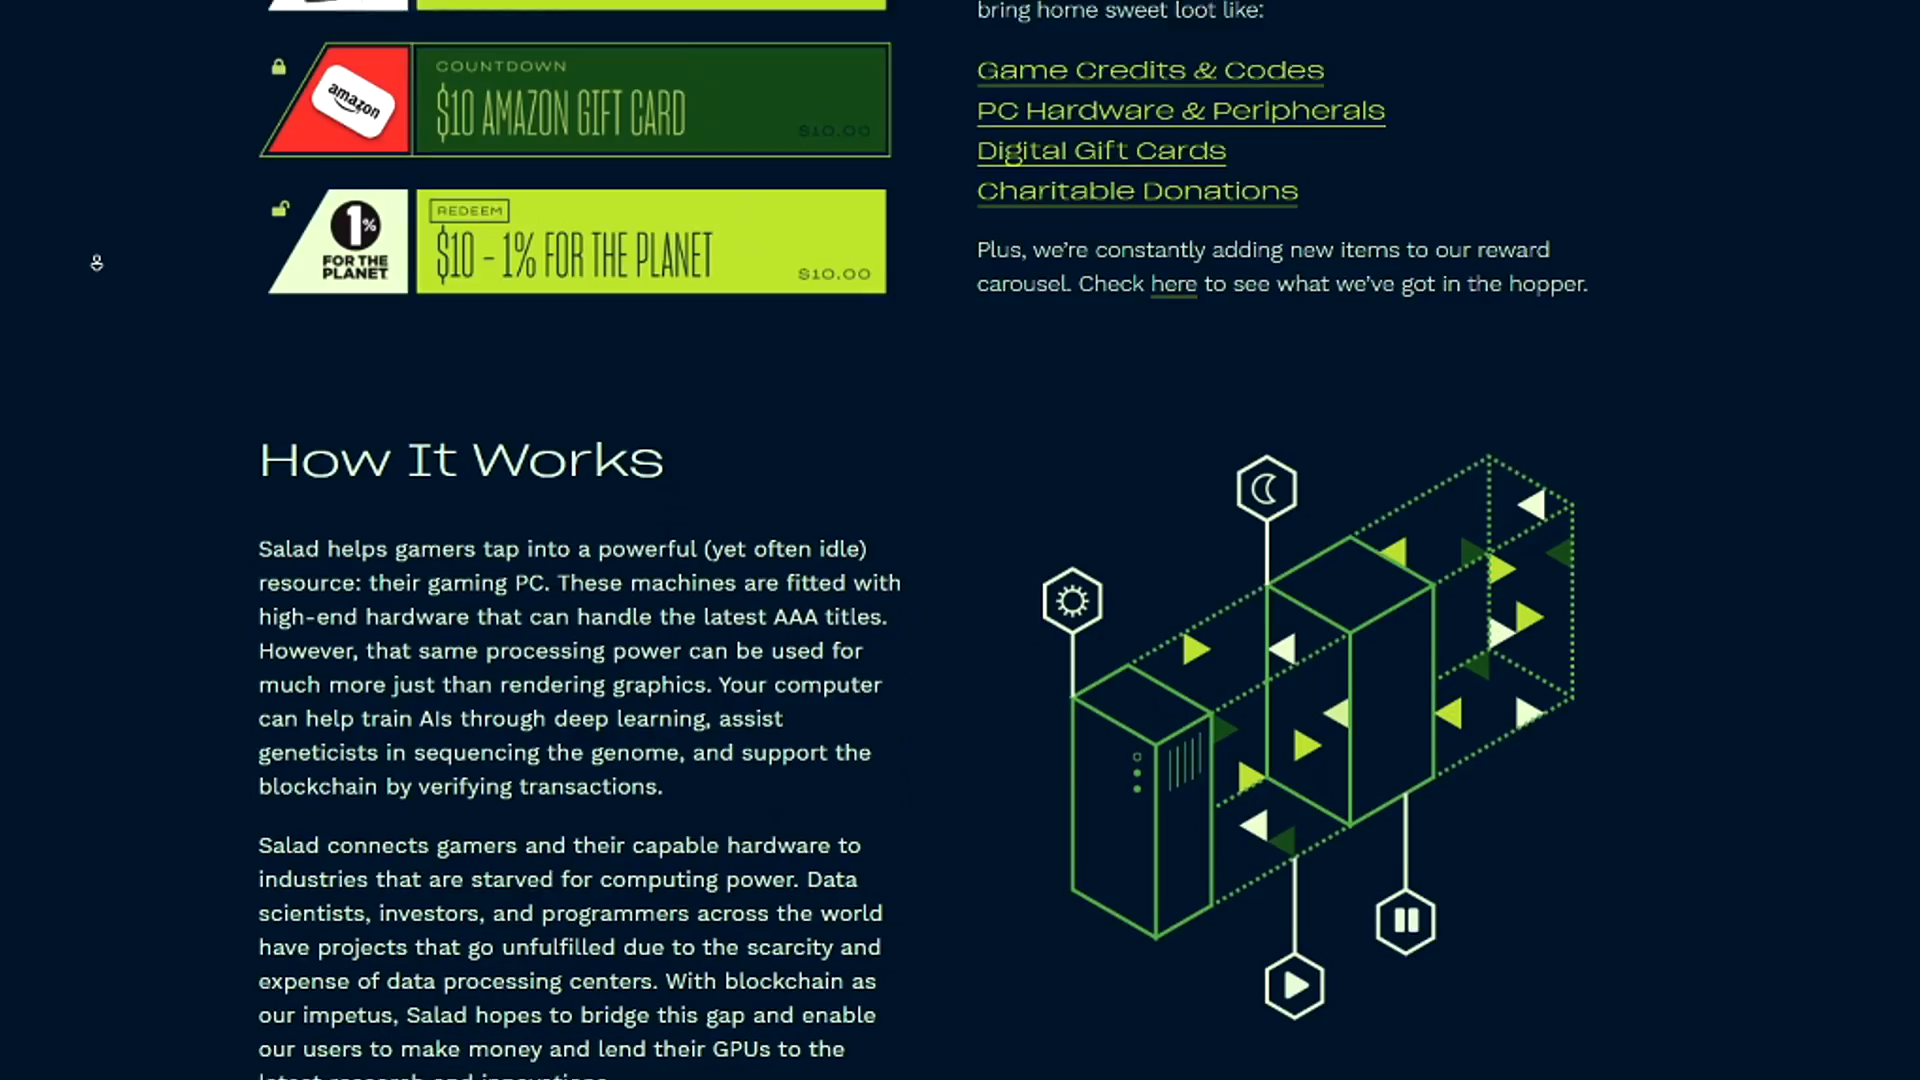 bring home sweet loot like:
amazon
COUNTDOWN
$10 AMAZON GIFT CARD
$10.00
Game Credits & Codes
PC Hardware & Peripherals
Digital Gift Cards
Charitable Donations
1%
FOR THE
PLANET
REDEEM
$10 – 1% FOR THE PLANET
$10.00
Plus, we’re constantly adding new items to our reward
carousel. Check here to see what we’ve got in the hopper.
How It Works
Salad helps gamers tap into a powerful (yet often idle)
resource: their gaming PC. These machines are fitted with
high-end hardware that can handle the latest AAA titles.
However, that same processing power can be used for
much more just than rendering graphics. Your computer
can help train AIs through deep learning, assist
geneticists in sequencing the genome, and support the
blockchain by verifying transactions.
Salad connects gamers and their capable hardware to
industries that are starved for computing power. Data
scientists, investors, and programmers across the world
have projects that go unfulfilled due to the scarcity and
expense of data processing centers. With blockchain as
our impetus, Salad hopes to bridge this gap and enable
our users to make money and lend their GPUs to the